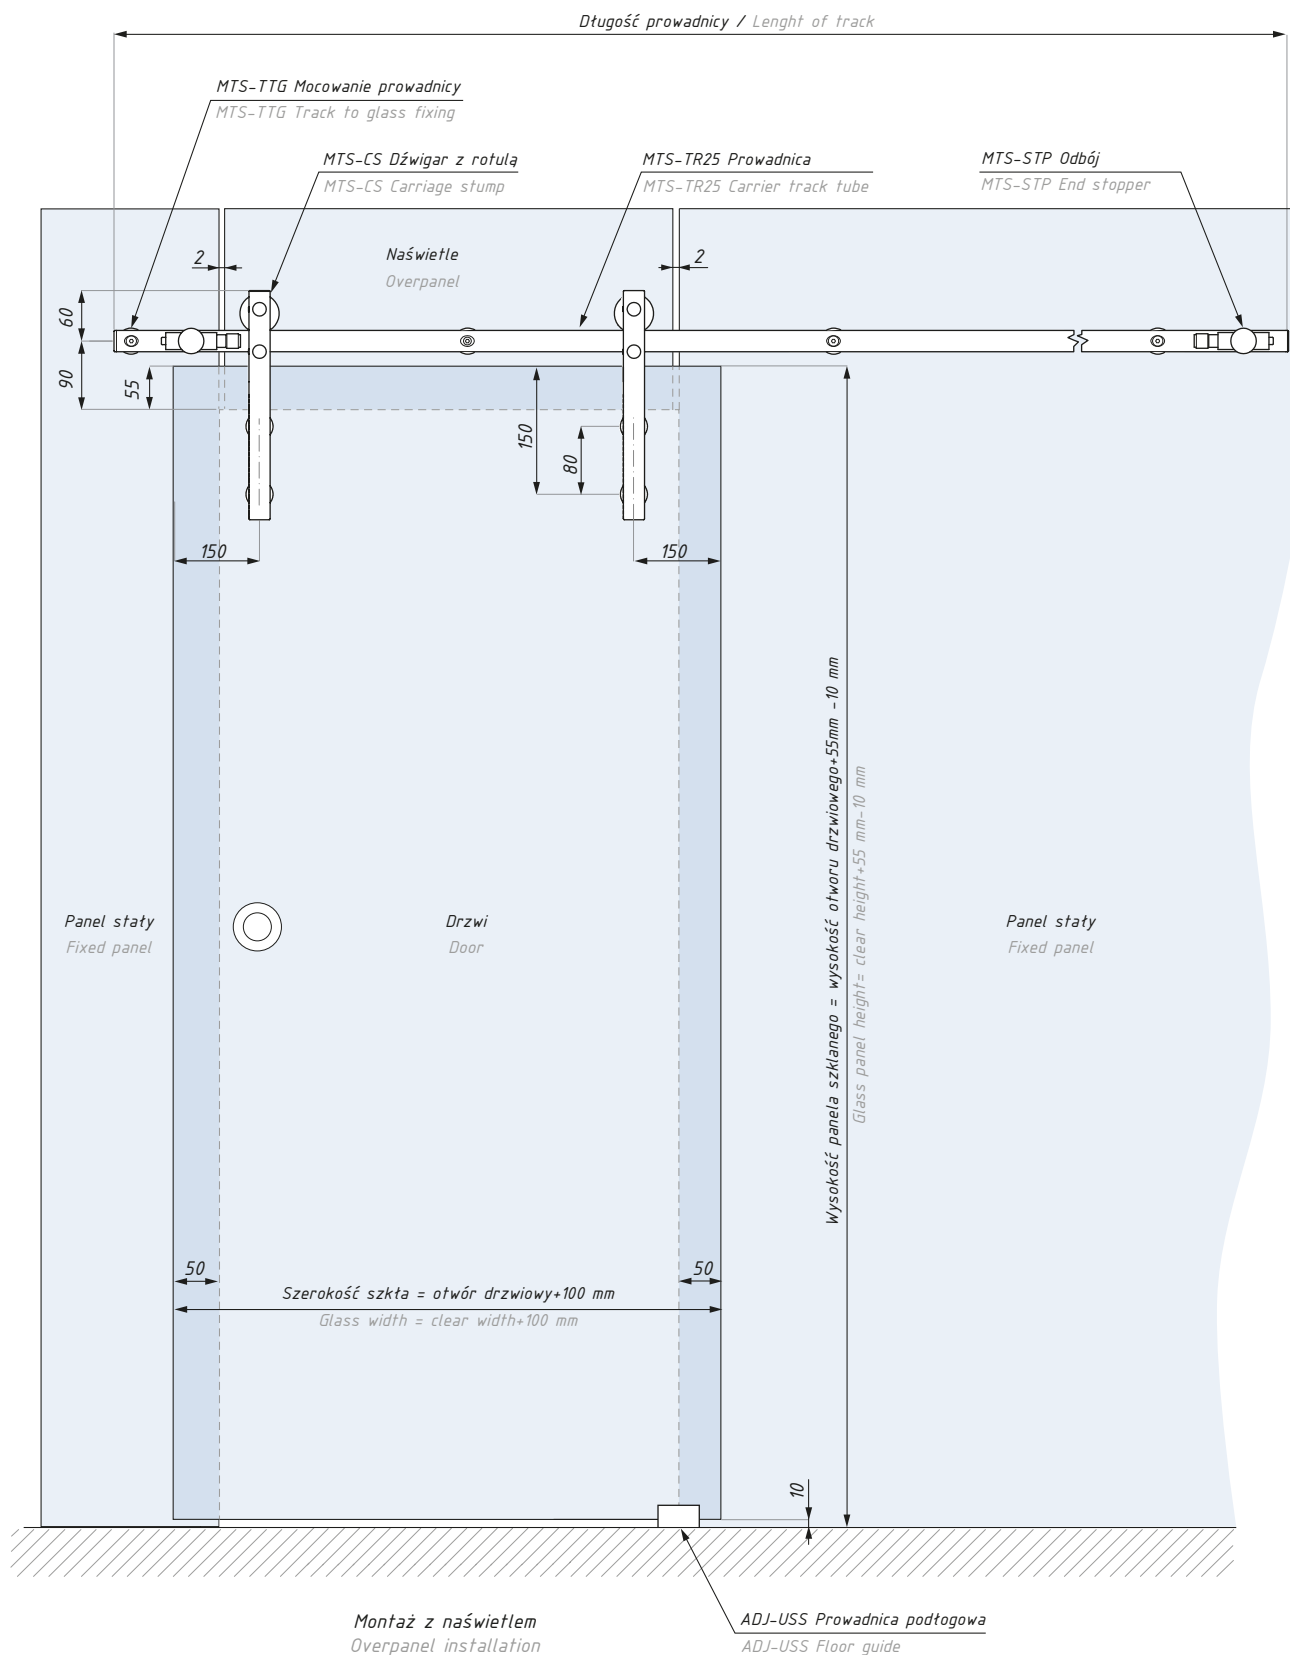 Długość prowadnicy / Lenght of track
MTS-TTG Mocowanie prowadnicy
MTS-TTG Track to glass fixing
MTS-CS Dźwigar z rotulą
MTS-CS Carriage stump
MTS-TR25 Prowadnica
MTS-TR25 Carrier track tube
MTS-STP Odbój
MTS-STP End stopper
2
Naświetle
Overpanel
2
60
90
55
150
80
150
150
Wysokość panela szklanego = wysokość otworu drzwiowego+55mm -10 mm
Glass panel height= clear height+55 mm-10 mm
Panel stały
Fixed panel
Drzwi
Door
Panel stały
Fixed panel
50
50
Szerokość szkła = otwór drzwiowy+100 mm
Glass width = clear width+100 mm
10
Montaż z naświetlem
Overpanel installation
ADJ-USS Prowadnica podłogowa
ADJ-USS Floor guide